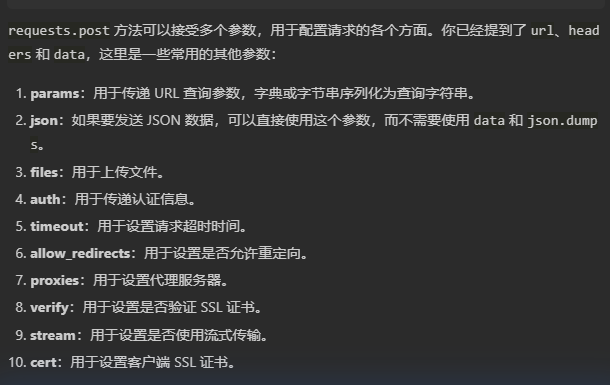 requests.post 方法可以接受多个参数，用于配置请求的各个方面。你已经提到了 url、head
ers 和 data，这里是一些常用的其他参数：
1. params：用于传递 URL 查询参数，字典或字节串序列化为查询字符串。
2. json：如果要发送 JSON 数据，可以直接使用这个参数，而不需要使用 data 和 json.dump
s。
3. files：用于上传文件。
4. auth：用于传递认证信息。
5. timeout：用于设置请求超时时间。
6. allow_redirects：用于设置是否允许重定向。
7. proxies：用于设置代理服务器。
8. verify：用于设置是否验证 SSL 证书。
9. stream：用于设置是否使用流式传输。
10. cert：用于设置客户端 SSL 证书。